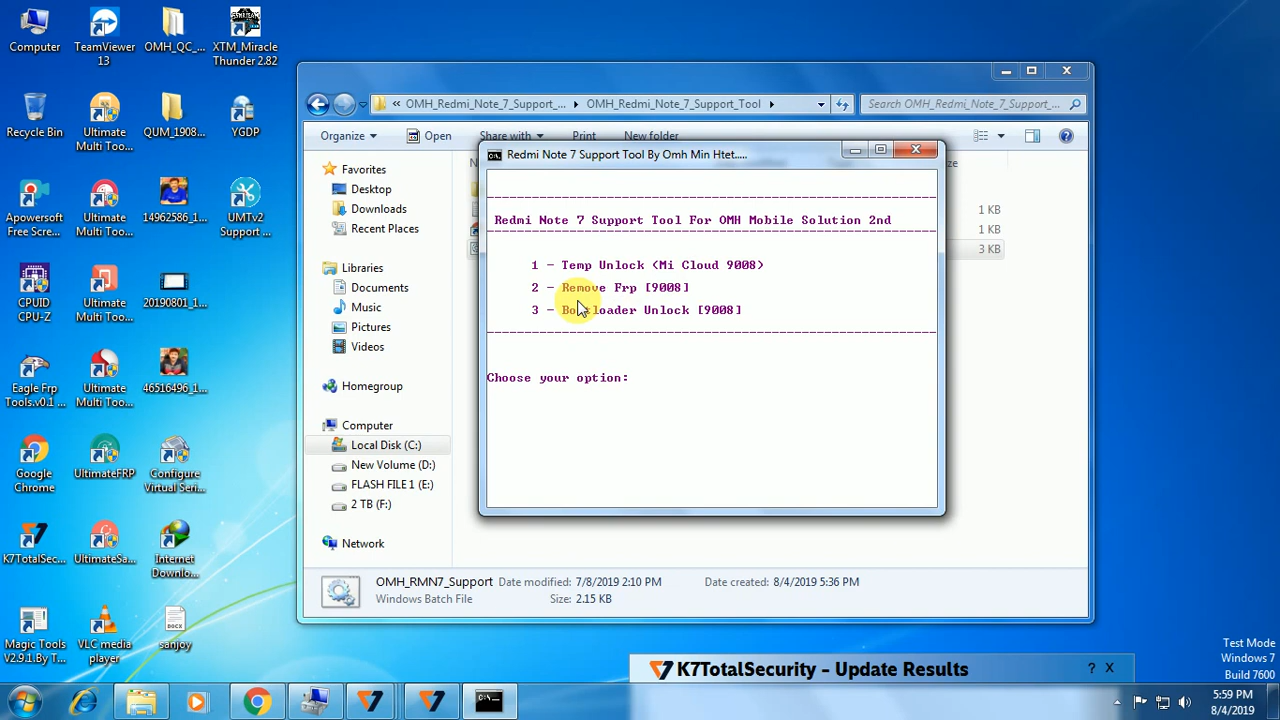 Computer
TeamViewer
13
OMH_QC_...
XTM_Miracle
Thunder 2.82
Recycle Bin
Ultimate
Multi Too...
QUM_1908...
YGDP
Apowersoft
Free Scree...
Ultimate
Multi Too...
14962586_1...
UMTv2
Support ...
CPUID
CPU-Z
Ultimate
Multi Too...
20190801_...
Eagle Frp
Tools.v0.1 ...
Ultimate
Multi Too...
46516496_1...
Google
Chrome
UltimateFRP
Configure
Virtual Seri...
K7TotalSec...
UltimateSa...
Internet
Downlo...
Magic Tools
V2.9.1.By T...
VLC media
player
DOCX
sanjoy
« OMH_Redmi_Note_7_Support_... ▸ OMH_Redmi_Note_7_Support_Tool ▸
Search OMH_Redmi_Note_7_Support_...
Organize
Open
Share with
Print
New folder
Favorites
Desktop
Downloads
Recent Places
Libraries
Documents
Music
Pictures
Videos
Homegroup
Computer
Local Disk (C:)
New Volume (D:)
FLASH FILE 1 (E:)
2 TB (F:)
Network
1 KB
1 KB
3 KB
C:\
Redmi Note 7 Support Tool By Omh Min Htet.....
Redmi Note 7 Support Tool For OMH Mobile Solution 2nd
1 - Temp Unlock <Mi Cloud 9008>
2 - Remove Frp [9008]
3 - Bootloader Unlock [9008]
Choose your option:
OMH_RMN7_Support Date modified: 7/8/2019 2:10 PM Date created: 8/4/2019 5:36 PM
Windows Batch File Size: 2.15 KB
K7TotalSecurity - Update Results ? X
Test Mode
Windows 7
Build 7600
5:59 PM
8/4/2019